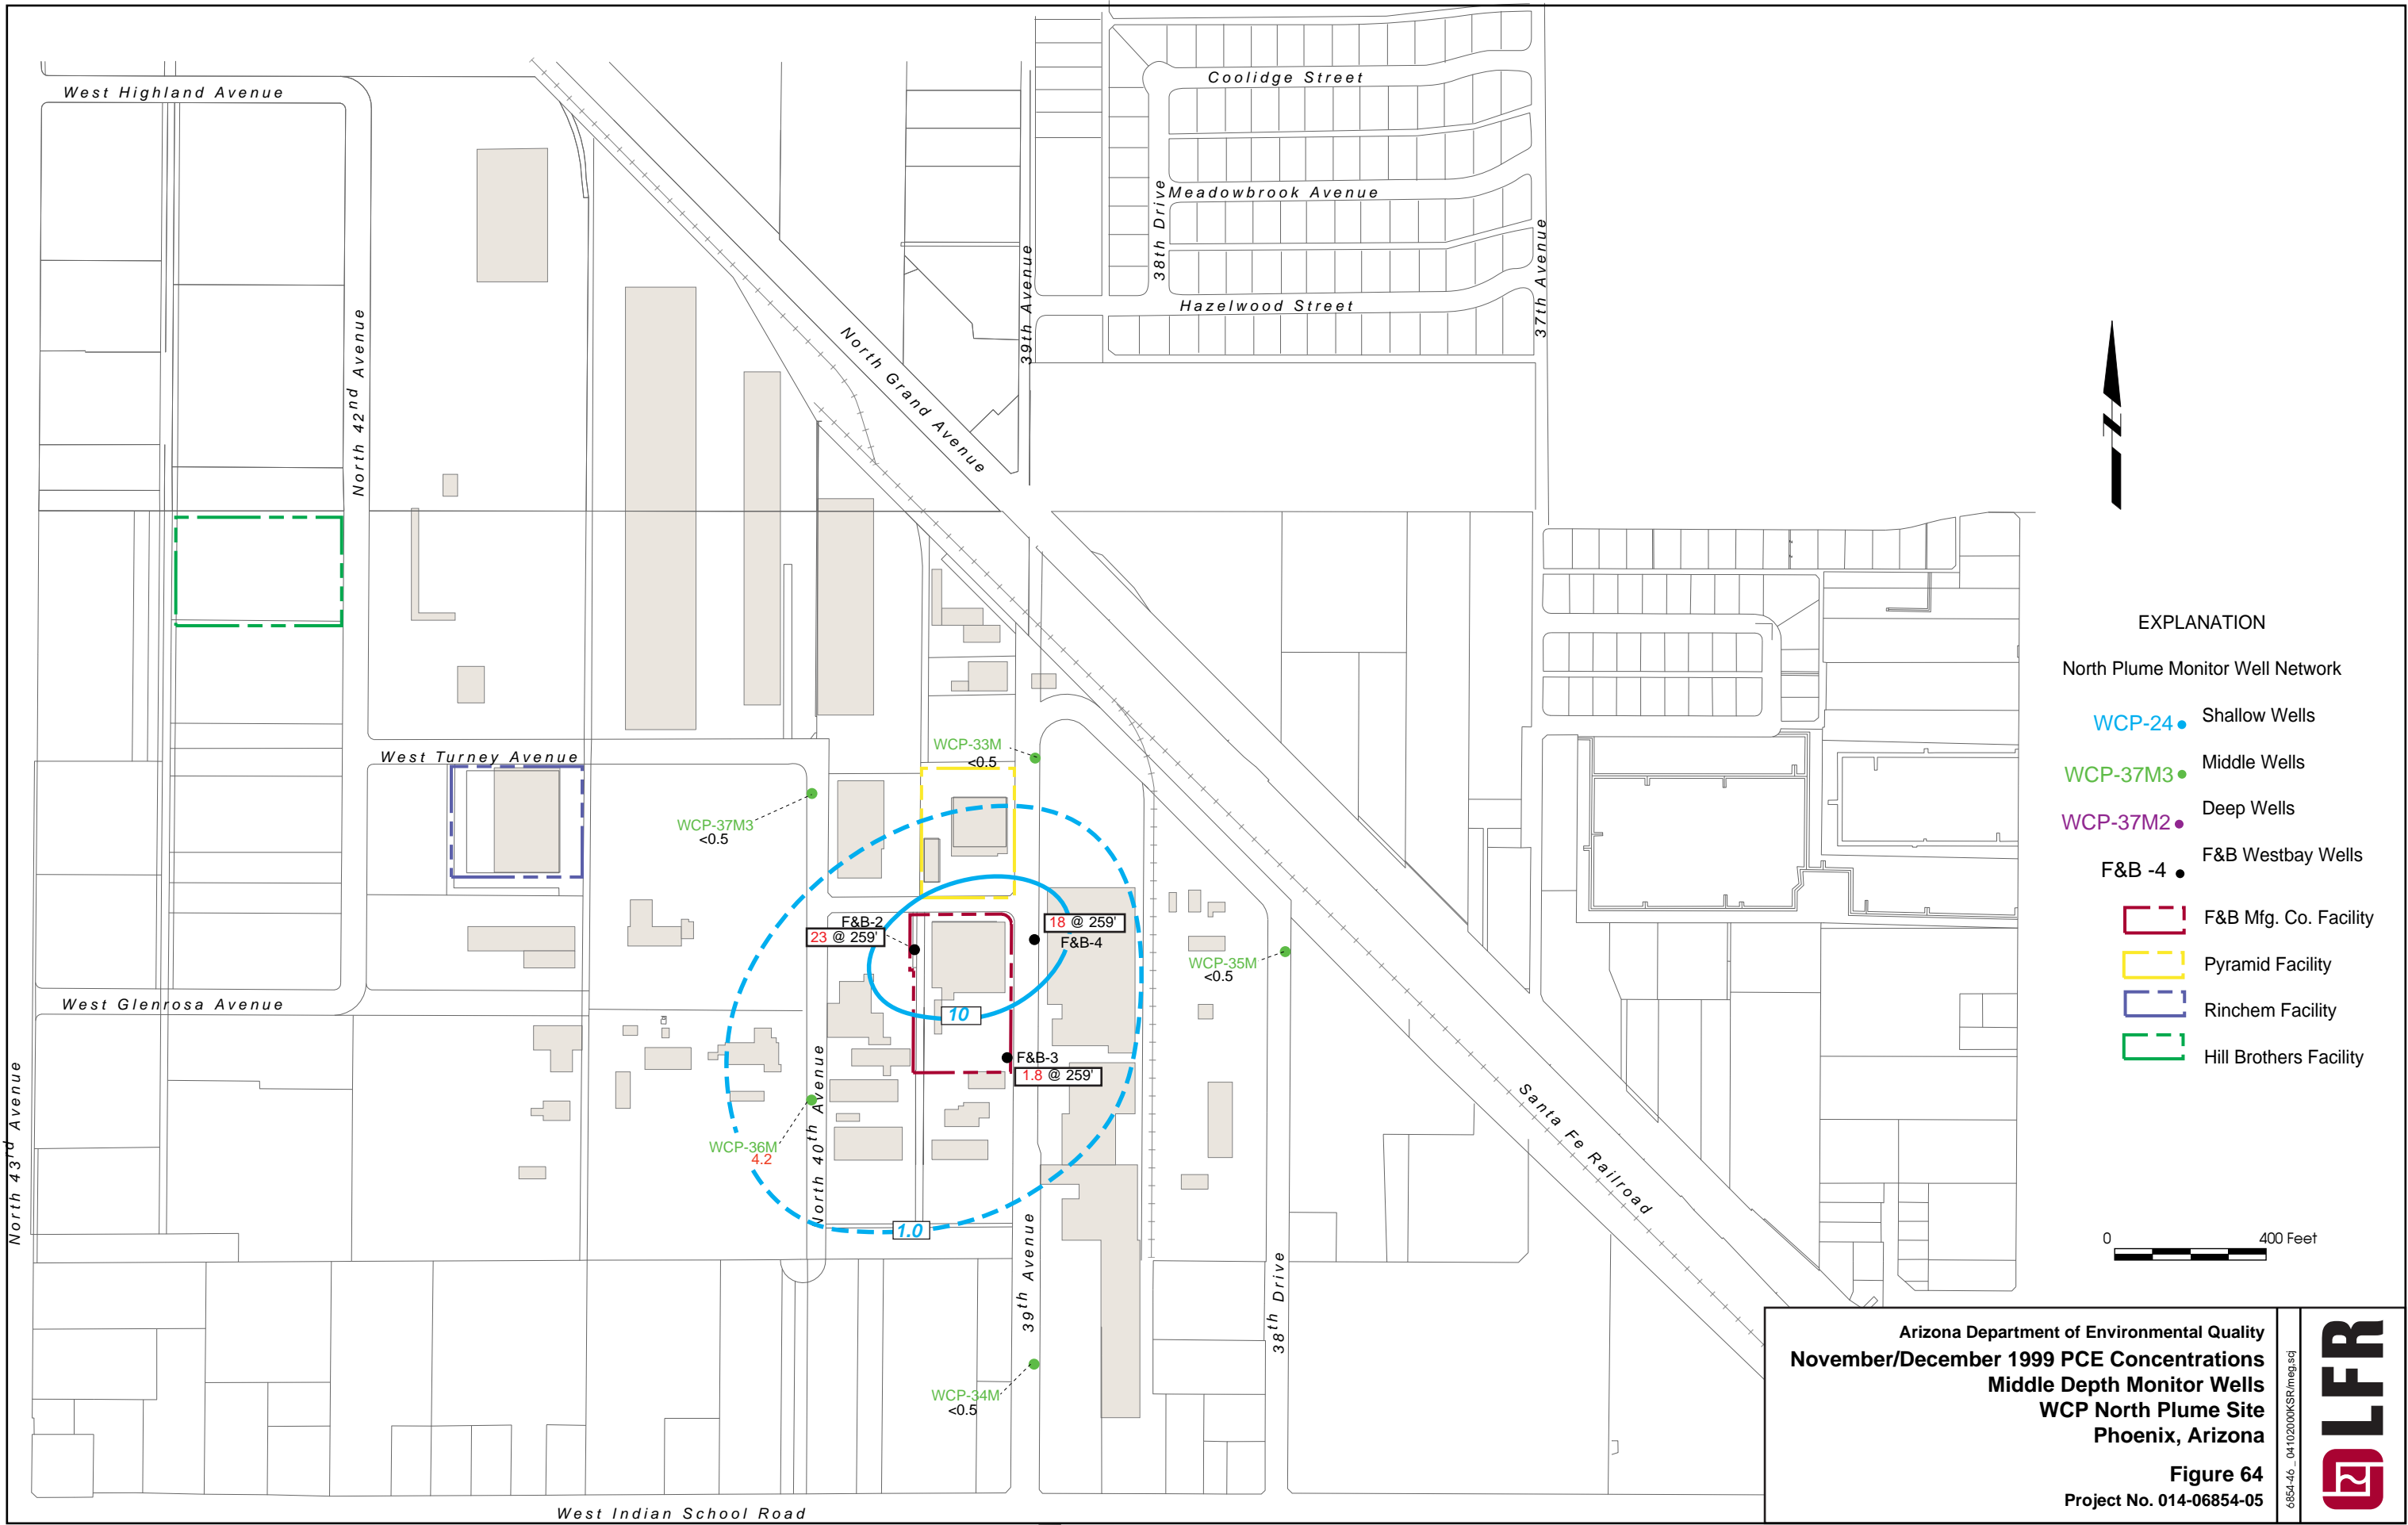 West Highland Avenue
Coolidge Street
Meadowbrook Avenue
38th Drive
Hazelwood Street
39th Avenue
37th Avenue
North 42nd Avenue
North Grand Avenue
West Turney Avenue
WCP-33M
<0.5
WCP-37M3
<0.5
F&B-2
23 @ 259'
18 @ 259'
F&B-4
WCP-35M
<0.5
West Glenrosa Avenue
10
F&B-3
1.8 @ 259'
North 43rd Avenue
North 40th Avenue
WCP-36M
4.2
1.0
Santa Fe Railroad
39th Avenue
38th Drive
WCP-34M
<0.5
West Indian School Road
N
EXPLANATION
North Plume Monitor Well Network
WCP-24 Shallow Wells
WCP-37M3 Middle Wells
WCP-37M2 Deep Wells
F&B -4 F&B Westbay Wells
F&B Mfg. Co. Facility
Pyramid Facility
Rinchem Facility
Hill Brothers Facility
0 400 Feet
Arizona Department of Environmental Quality
November/December 1999 PCE Concentrations
Middle Depth Monitor Wells
WCP North Plume Site
Phoenix, Arizona
Figure 64
Project No. 014-06854-05
6854-46 _ 04102000KSR/meg,scj
LFR